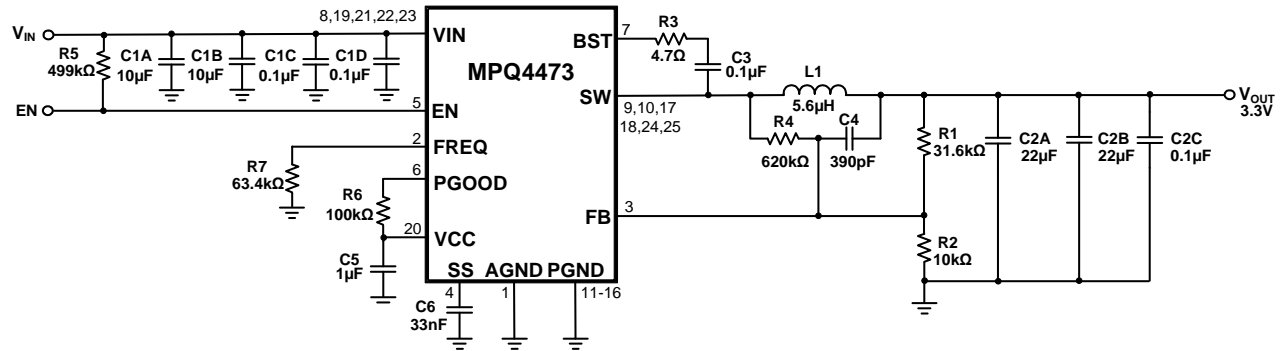 8,19,21,22,23
V_IN
R5
499kΩ
C1A
10µF
C1B
10µF
C1C
0.1µF
C1D
0.1µF
EN
5
2
R7
63.4kΩ
6
R6
100kΩ
20
C5
1µF
VIN
BST
MPQ4473
SW
EN
FREQ
PGOOD
FB
VCC
SS
AGND
PGND
4
1
11-16
C6
33nF
7
R3
4.7Ω
C3
0.1µF
9,10,17
18,24,25
L1
5.6µH
R4
620kΩ
C4
390pF
3
R1
31.6kΩ
R2
10kΩ
C2A
22µF
C2B
22µF
C2C
0.1µF
V_OUT
3.3V